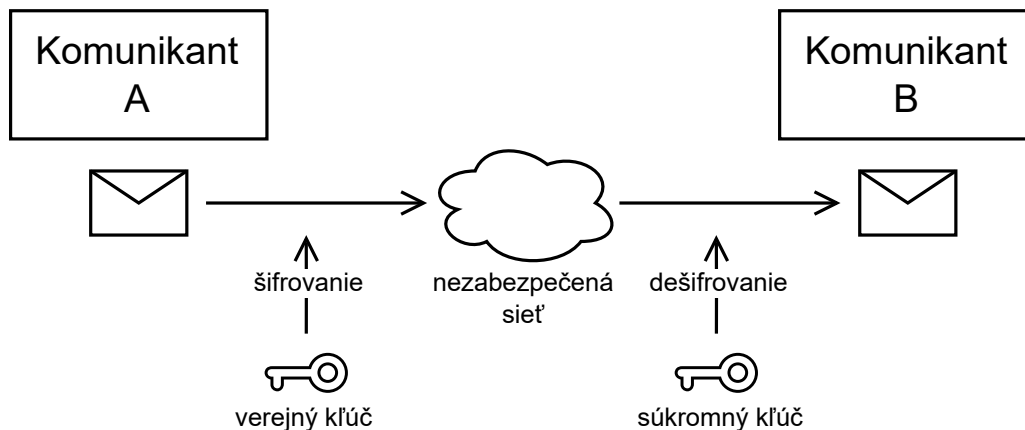 Komunikant
A
Komunikant
B
šifrovanie
nezabezpečená
sieť
dešifrovanie
verejný kľúč
súkromný kľúč